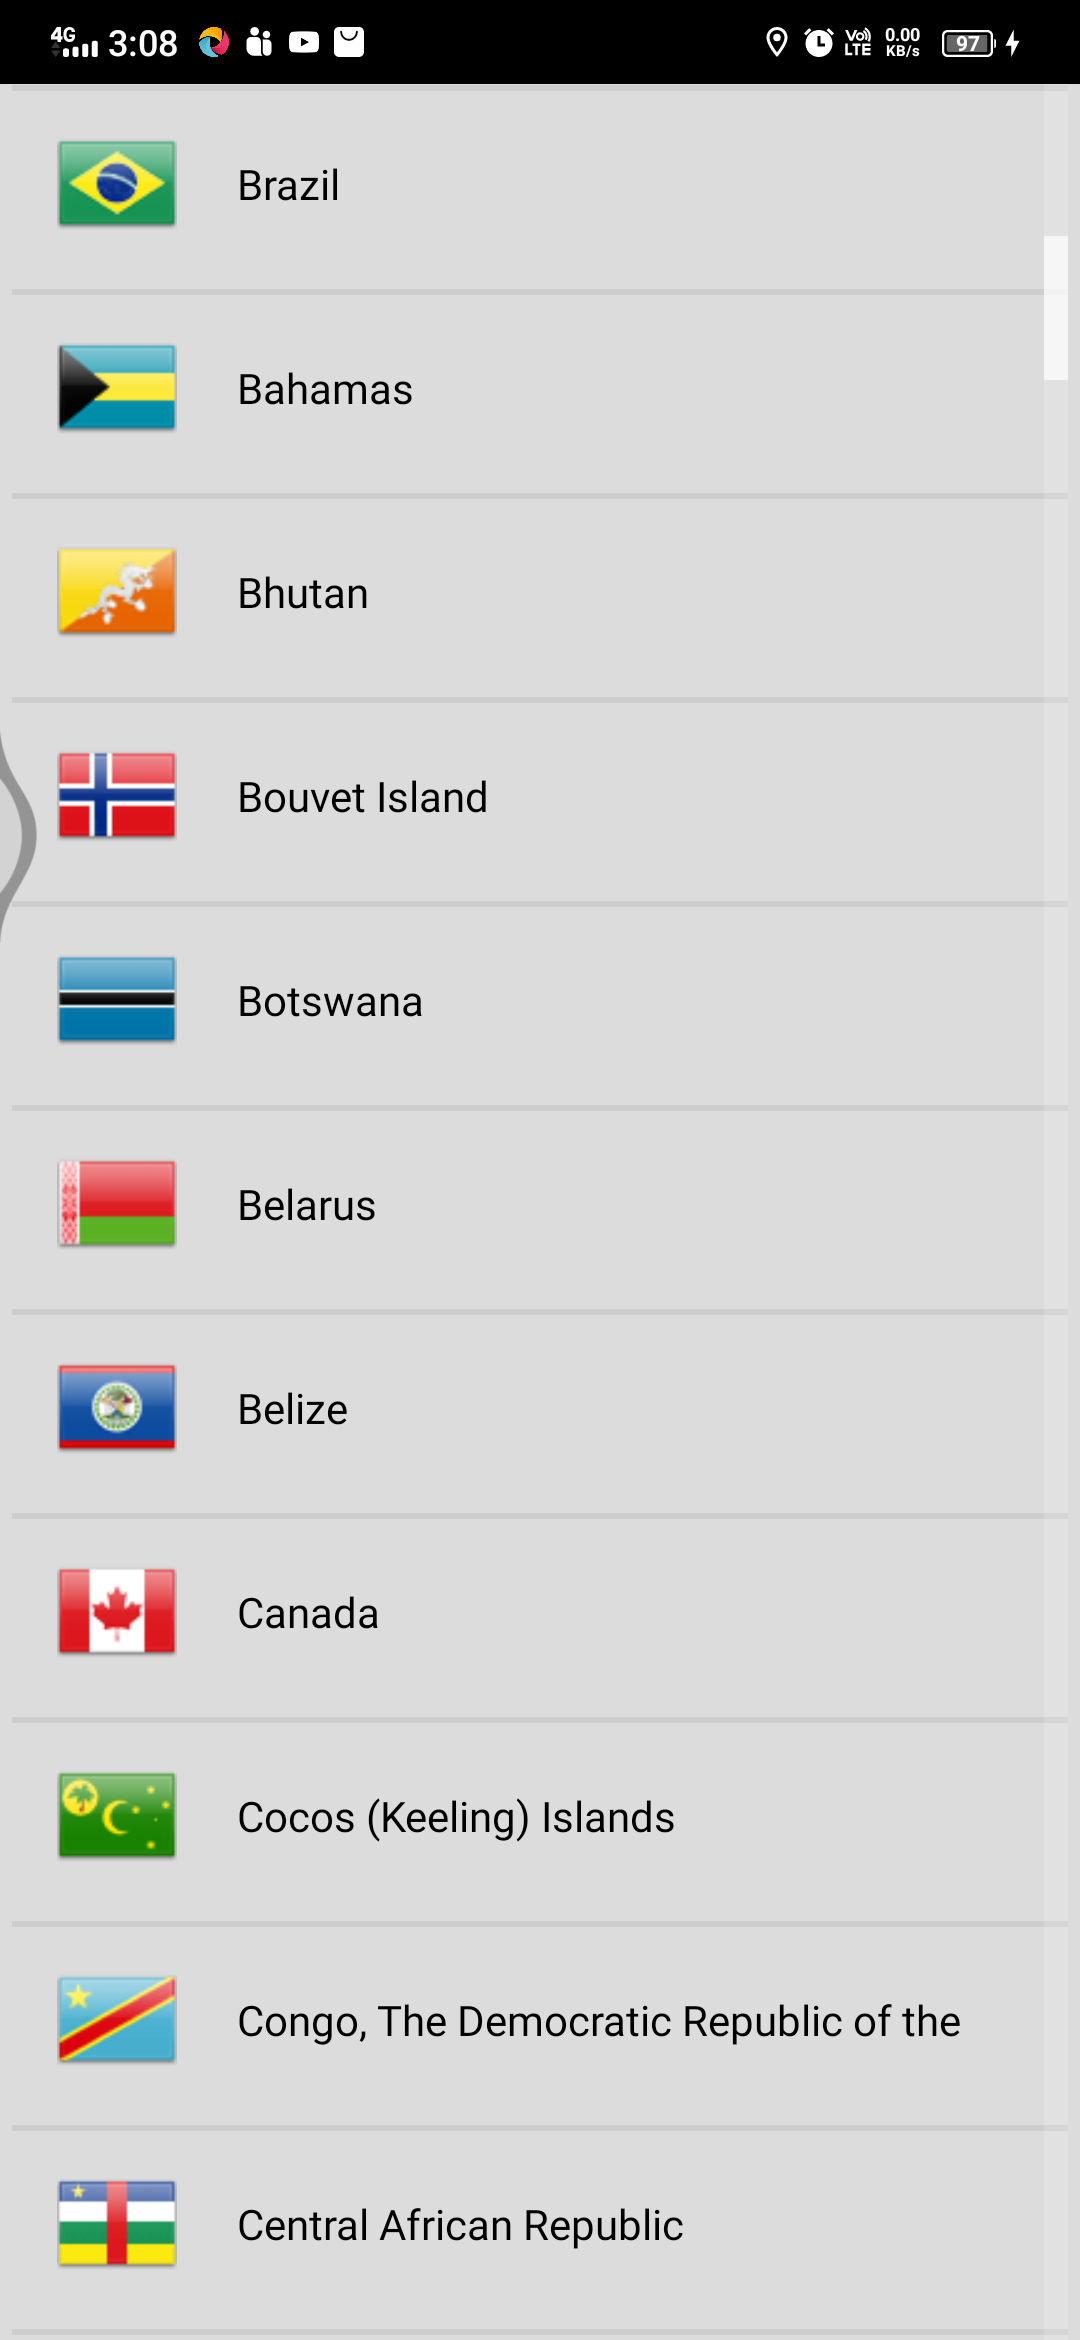 4G 3:08 Vo)) LTE 0.00 KB/s 97
Brazil
Bahamas
Bhutan
Bouvet Island
Botswana
Belarus
Belize
Canada
Cocos (Keeling) Islands
Congo, The Democratic Republic of the
Central African Republic